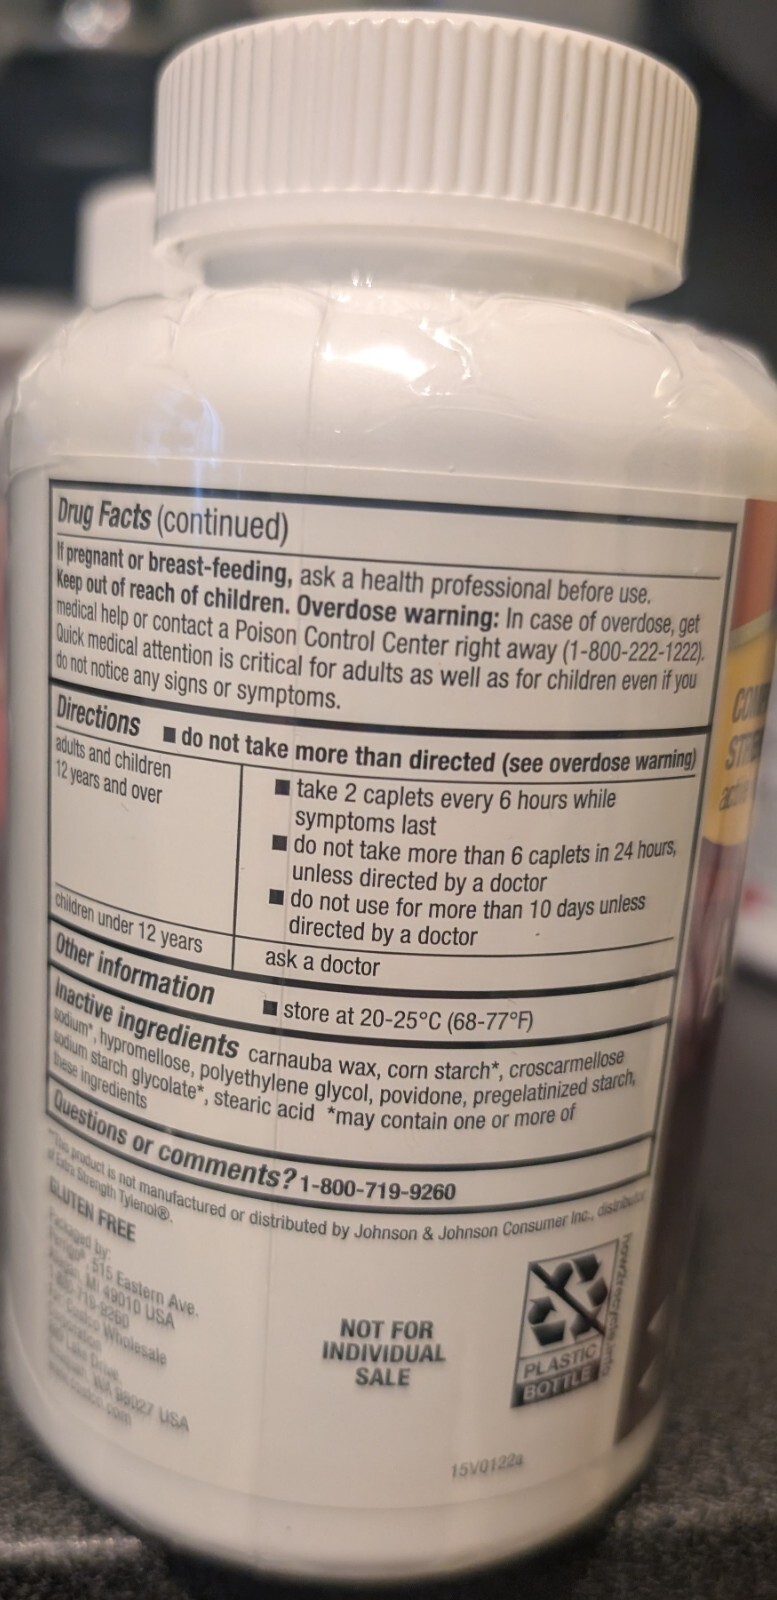 Drug Facts (continued)
If pregnant or breast-feeding, ask a health professional before use.
Keep out of reach of children. Overdose warning: In case of overdose, get
medical help or contact a Poison Control Center right away (1-800-222-1222).
Quick medical attention is critical for adults as well as for children even if you
do not notice any signs or symptoms.
Directions ■ do not take more than directed (see overdose warning)
adults and children
12 years and over
■ take 2 caplets every 6 hours while
symptoms last
■ do not take more than 6 caplets in 24 hours,
unless directed by a doctor
■ do not use for more than 10 days unless
directed by a doctor
children under 12 years
ask a doctor
Other information ■ store at 20-25°C (68-77°F)
Inactive ingredients carnauba wax, corn starch*, croscarmellose
sodium*, hypromellose, polyethylene glycol, povidone, pregelatinized starch,
sodium starch glycolate*, stearic acid *may contain one or more of
these ingredients
Questions or comments? 1-800-719-9260
This product is not manufactured or distributed by Johnson & Johnson Consumer Inc., distributor
of Extra Strength Tylenol®.
GLUTEN FREE
Packaged by:
515 Eastern Ave.
MI 49010 USA
719-9260
Costco Wholesale
Lake Drive
WA 98027 USA
NOT FOR
INDIVIDUAL
SALE
how2recycle.info
PLASTIC
BOTTLE
15V0122a